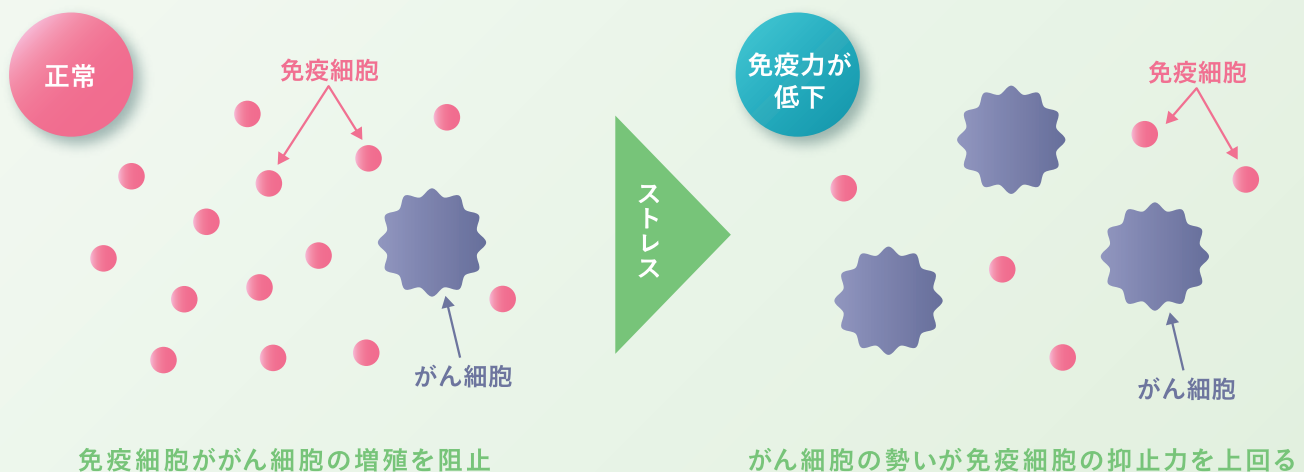 正常
免疫細胞
がん細胞
免疫細胞ががん細胞の増殖を阻止
ストレス
免疫力が
低下
免疫細胞
がん細胞
がん細胞の勢いが免疫細胞の抑止力を上回る